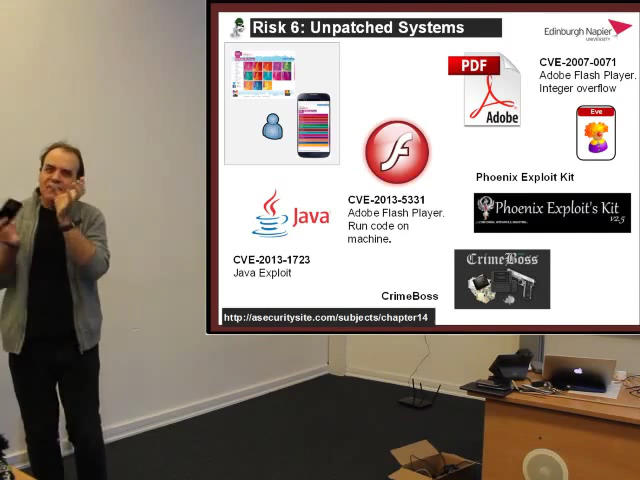 Risk 6: Unpatched Systems
Edinburgh Napier
UNIVERSITY
PDF
Adobe
CVE-2007-0071
Adobe Flash Player.
Integer overflow
Eve
Phoenix Exploit Kit
Phoenix Exploit's Kit
v2.5
Java
CVE-2013-5331
Adobe Flash Player.
Run code on
machine.
CVE-2013-1723
Java Exploit
CrimeBoss
CrimeBoss
http://asecuritysite.com/subjects/chapter14